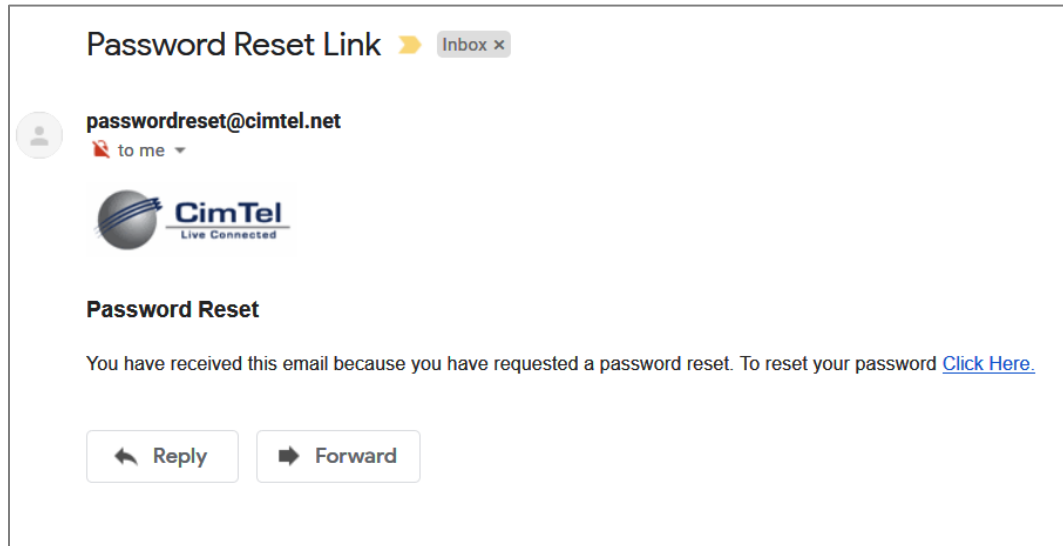 Password Reset Link Inbox ×
passwordreset@cimtel.net
to me
CimTel
Live Connected
Password Reset
You have received this email because you have requested a password reset. To reset your password Click Here.
Reply Forward